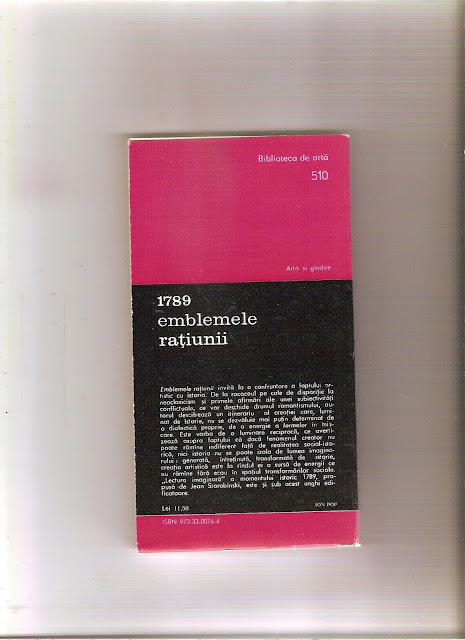 Biblioteca de artă
510
Artă și gîndire
1789
emblemele
rațiunii
Emblemele rațiunii invită la o confruntare a faptului ar-
tistic cu istoria. De la rococoul pe cale de dispariție la
neoclasicism și primele afirmări ale unei subiectivități
conflictuale, ce vor deschide drumul romantismului, au-
torul descifrează un itinerariu al creației care, lumi-
nat de istorie, nu se dezvăluie mai puțin determinat de
o dialectică proprie, de o energie a formelor în miș-
care. Este vorba de o luminare reciprocă, ce averti-
zează asupra faptului că dacă fenomenul creator nu
poate rămîne indiferent față de realitatea social-isto-
rică, nici istoria nu se poate izola de lumea imagina-
rului: generată, întreținută, transformată de istorie,
creația artistică este la rîndul ei o sursă de energii ce
nu rămîne fără ecou în spațiul transformărilor sociale.
„Lectura imaginară” a momentului istoric 1789, pro-
pusă de Jean Starobinski, este și sub acest unghi edi-
ficatoare.
ION POP
Lei 11,50
ISBN 973-33-0076-4